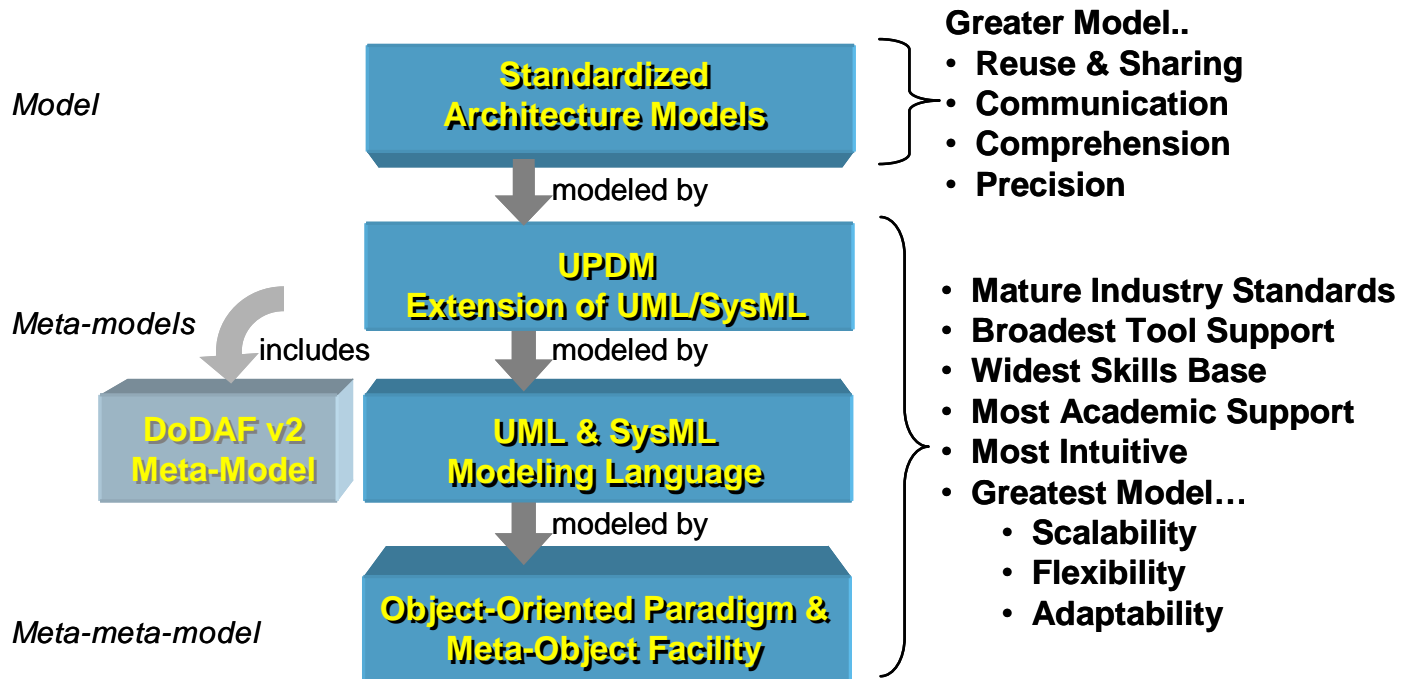 Model
Standardized
Architecture Models
Greater Model..
• Reuse & Sharing
• Communication
• Comprehension
• Precision
modeled by
Meta-models
UPDM
Extension of UML/SysML
includes
modeled by
DoDAF v2
Meta-Model
UML & SysML
Modeling Language
• Mature Industry Standards
• Broadest Tool Support
• Widest Skills Base
• Most Academic Support
• Most Intuitive
• Greatest Model…
• Scalability
• Flexibility
• Adaptability
modeled by
Meta-meta-model
Object-Oriented Paradigm &
Meta-Object Facility